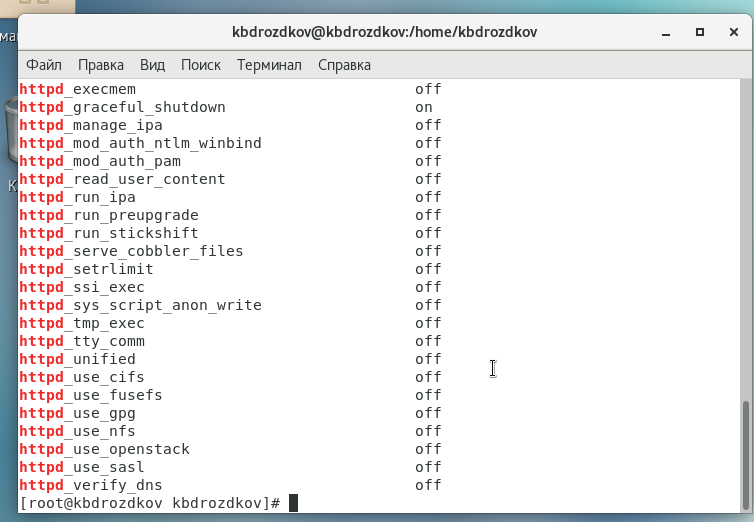 kbdrozdkov@kbdrozdkov:/home/kbdrozdkov
Файл Правка Вид Поиск Терминал Справка
httpd_execmem off
httpd_graceful_shutdown on
httpd_manage_ipa off
httpd_mod_auth_ntlm_winbind off
httpd_mod_auth_pam off
httpd_read_user_content off
httpd_run_ipa off
httpd_run_preupgrade off
httpd_run_stickshift off
httpd_serve_cobbler_files off
httpd_setrlimit off
httpd_ssi_exec off
httpd_sys_script_anon_write off
httpd_tmp_exec off
httpd_tty_comm off
httpd_unified off
httpd_use_cifs off
httpd_use_fusefs off
httpd_use_gpg off
httpd_use_nfs off
httpd_use_openstack off
httpd_use_sasl off
httpd_verify_dns off
[root@kbdrozdkov kbdrozdkov]#